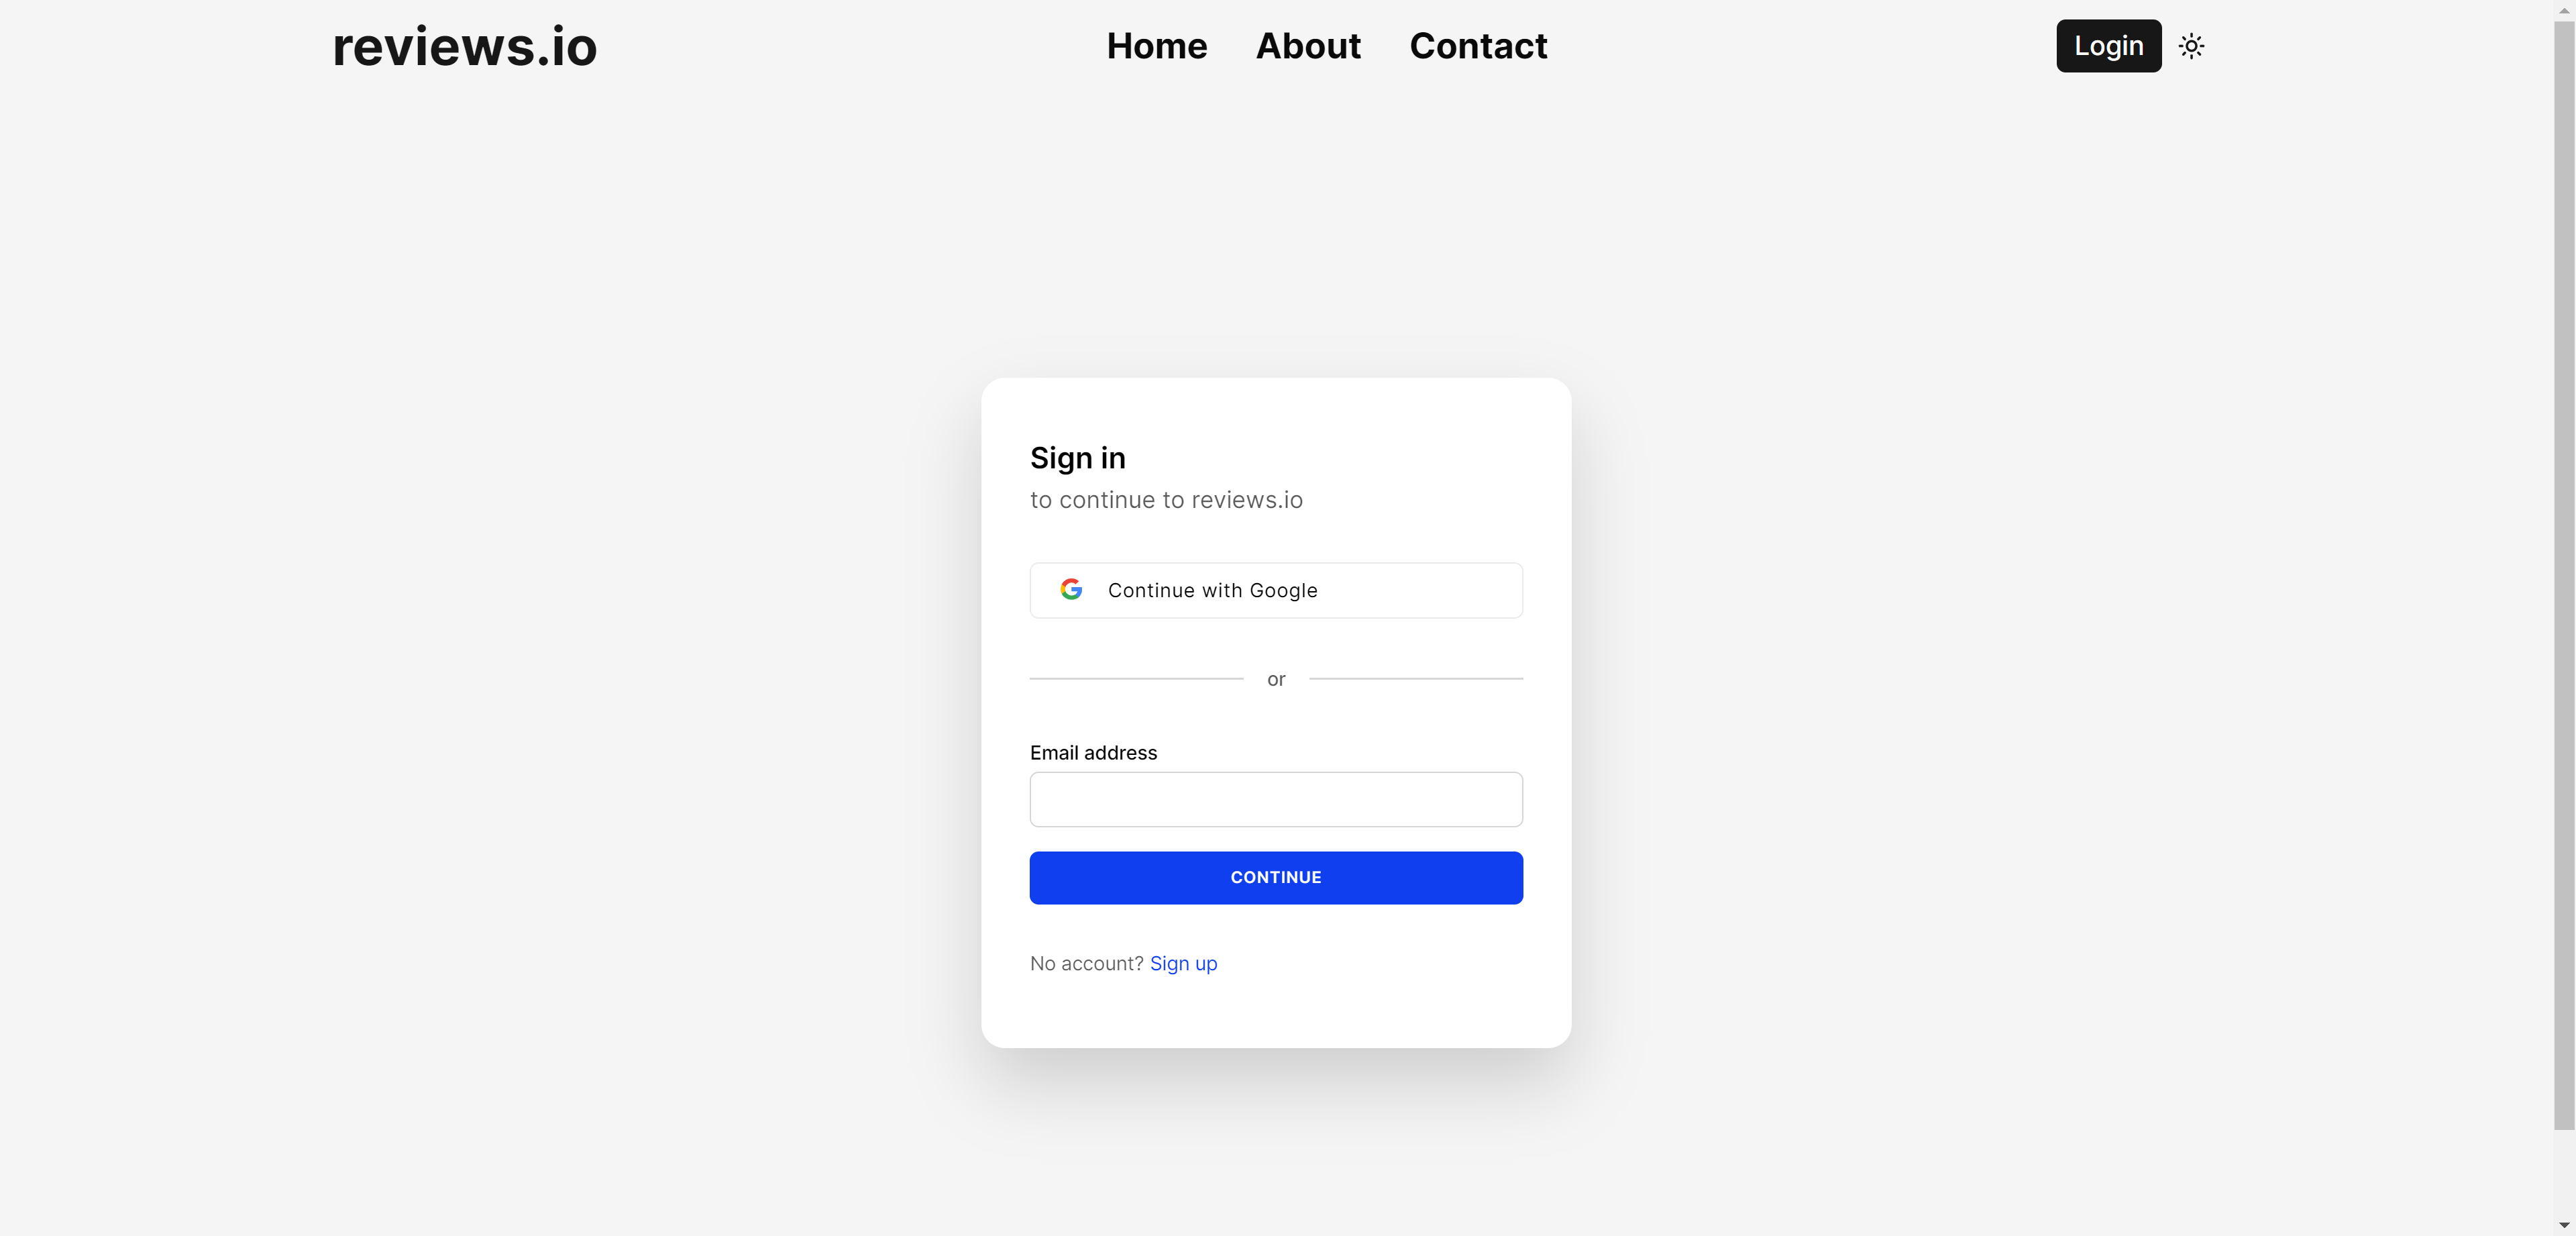 reviews.io
Home About Contact
Login
Sign in
to continue to reviews.io
Continue with Google
or
Email address
CONTINUE
No account? Sign up